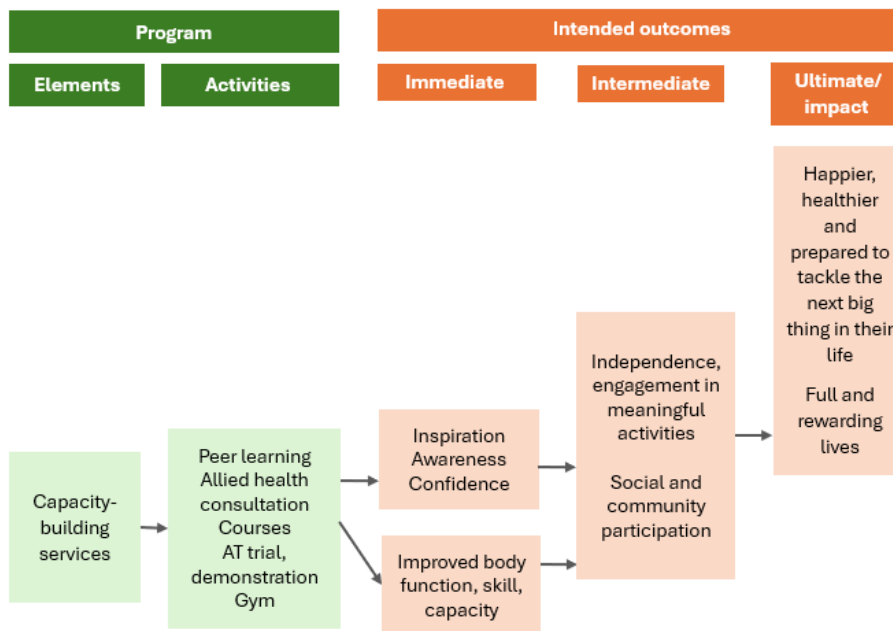 Program
Intended outcomes
Elements
Activities
Immediate
Intermediate
Ultimate/
impact
Capacity-
building
services
Peer learning
Allied health
consultation
Courses
AT trial,
demonstration
Gym
Inspiration
Awareness
Confidence
Improved body
function, skill,
capacity
Independence,
engagement in
meaningful
activities
Social and
community
participation
Happier,
healthier
and
prepared to
tackle the
next big
thing in their
life
Full and
rewarding
lives